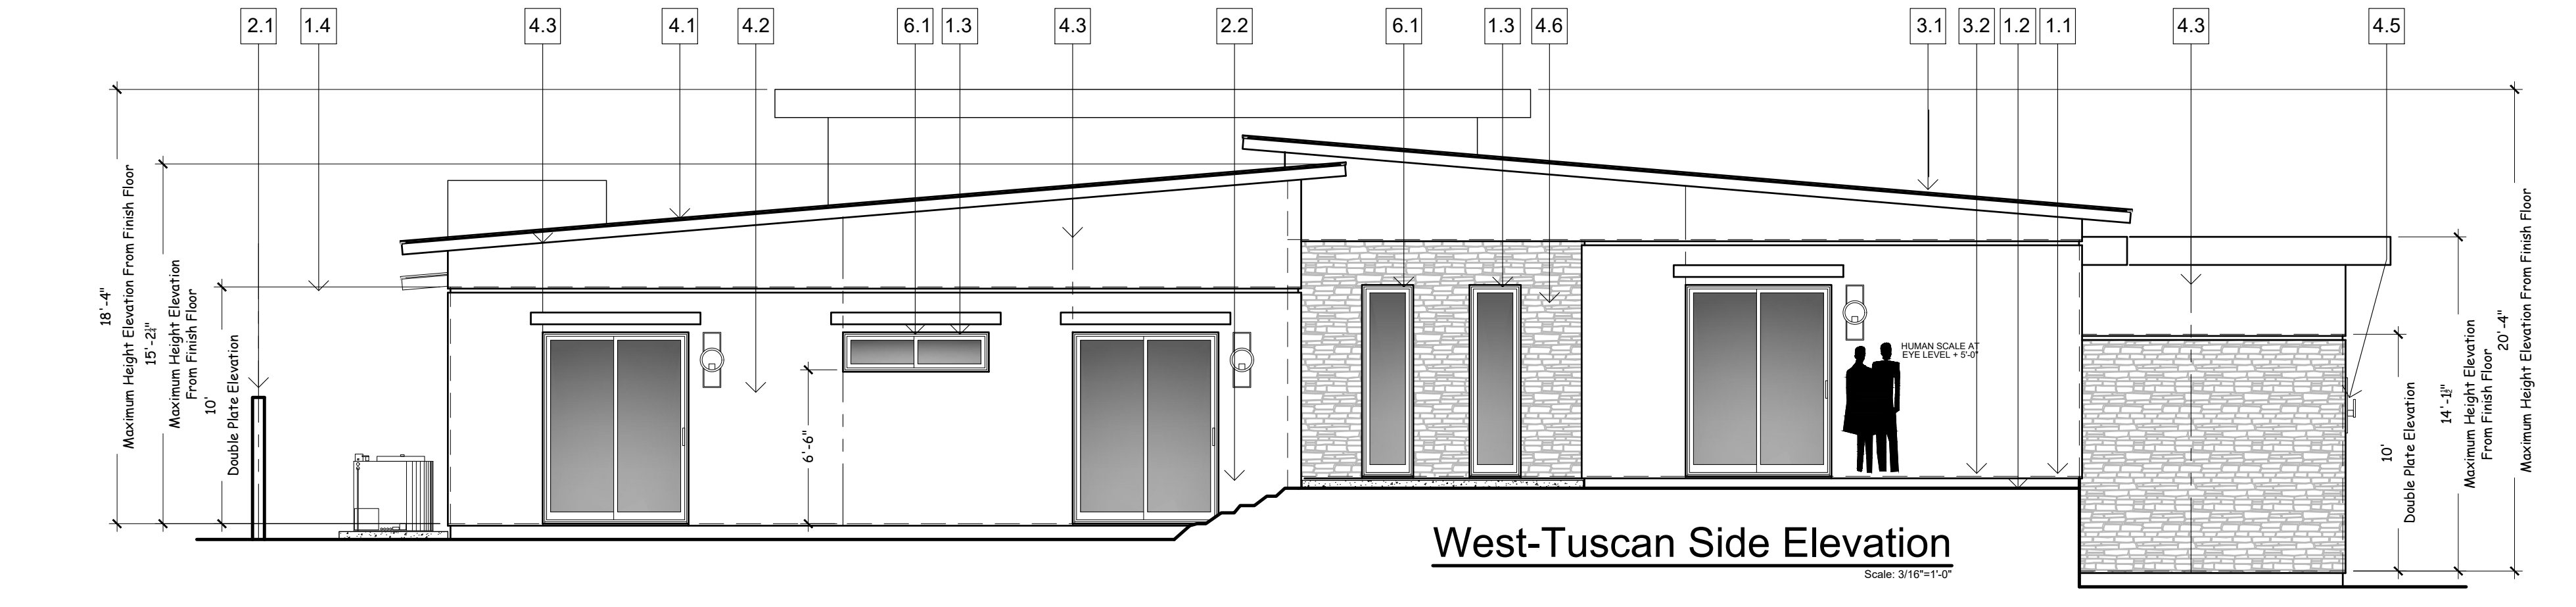 2.1
1.4
4.3
4.1
4.2
6.1
1.3
4.3
2.2
6.1
1.3
4.6
3.1
3.2
1.2
1.1
4.3
4.5
18'-4"
Maximum Height Elevation From Finish Floor
15'-2¼"
Maximum Height Elevation
From Finish Floor
10'
Double Plate Elevation
6'-6"
HUMAN SCALE AT
EYE LEVEL + 5'-0"
10'
Double Plate Elevation
14'-1½"
Maximum Height Elevation
From Finish Floor
20'-4"
Maximum Height Elevation From Finish Floor
West-Tuscan Side Elevation
Scale: 3/16"=1'-0"